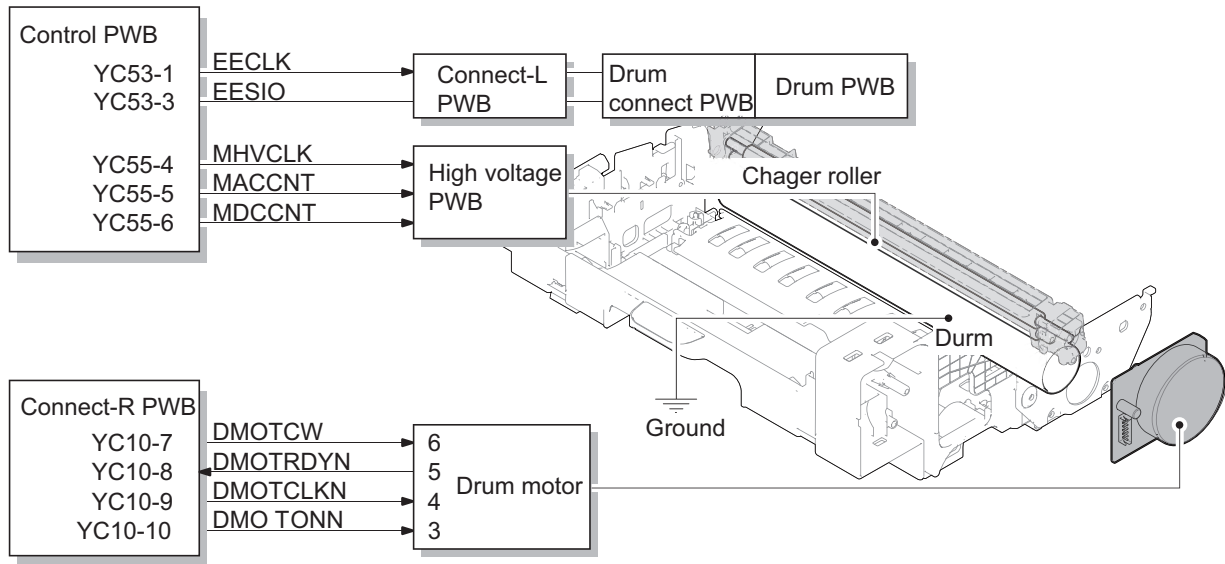 Control PWB
YC53-1
EECLK
YC53-3
EESIO
YC55-4
MHVCLK
YC55-5
MACCNT
YC55-6
MDCCNT
Connect-L
PWB
Drum
connect PWB
Drum PWB
High voltage
PWB
Chager roller
Durm
Ground
Connect-R PWB
YC10-7
DMOTCW
6
YC10-8
DMOTRDYN
5
YC10-9
DMOTCLKN
4
YC10-10
DMO TONN
3
Drum motor